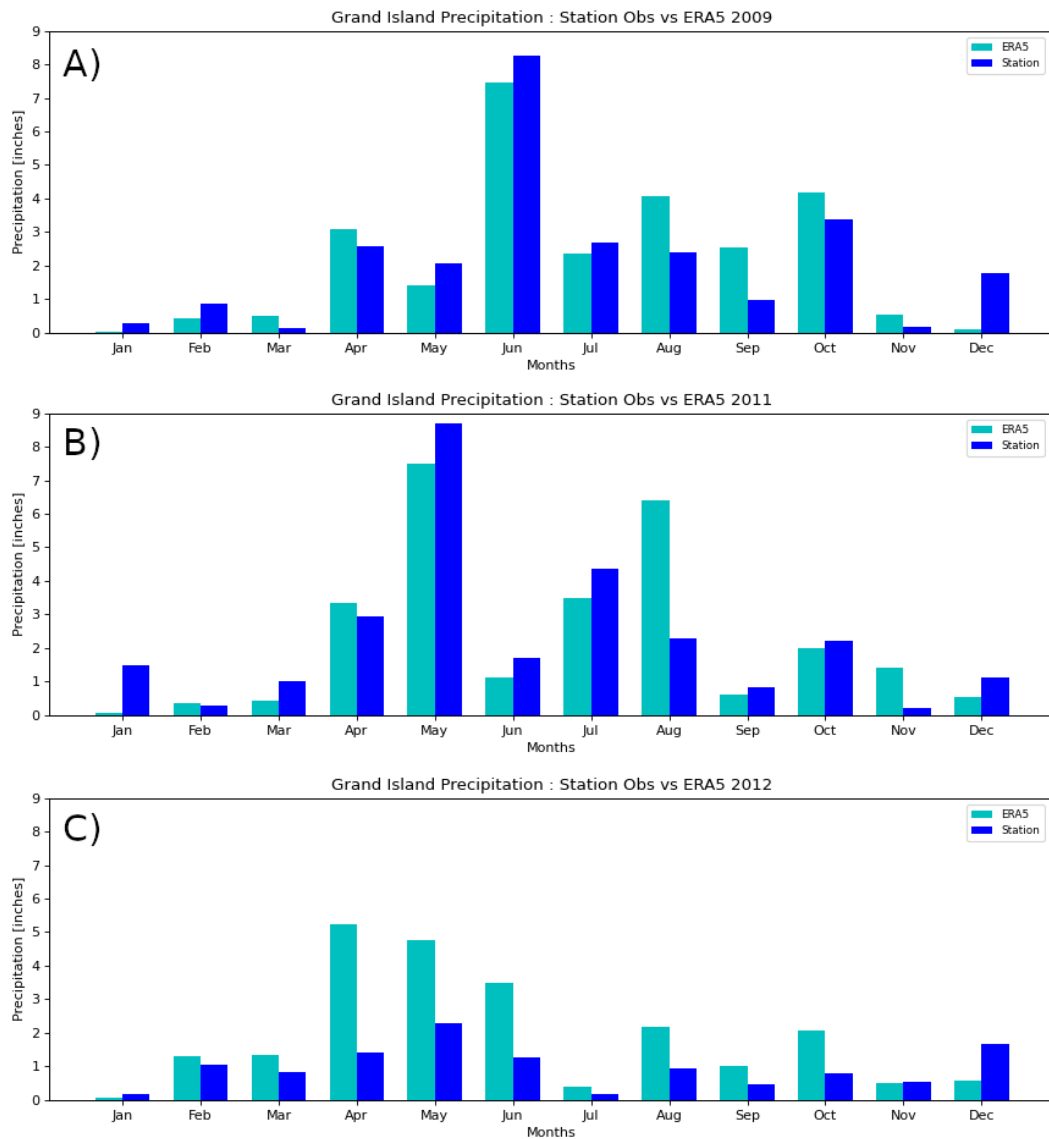 Grand Island Precipitation : Station Obs vs ERA5 2009
A)
ERA5
Station
Precipitation [inches]
9
8
7
6
5
4
3
2
1
0
Jan Feb Mar Apr May Jun Jul Aug Sep Oct Nov Dec
Months
Grand Island Precipitation : Station Obs vs ERA5 2011
B)
ERA5
Station
Precipitation [inches]
9
8
7
6
5
4
3
2
1
0
Jan Feb Mar Apr May Jun Jul Aug Sep Oct Nov Dec
Months
Grand Island Precipitation : Station Obs vs ERA5 2012
C)
ERA5
Station
Precipitation [inches]
9
8
7
6
5
4
3
2
1
0
Jan Feb Mar Apr May Jun Jul Aug Sep Oct Nov Dec
Months